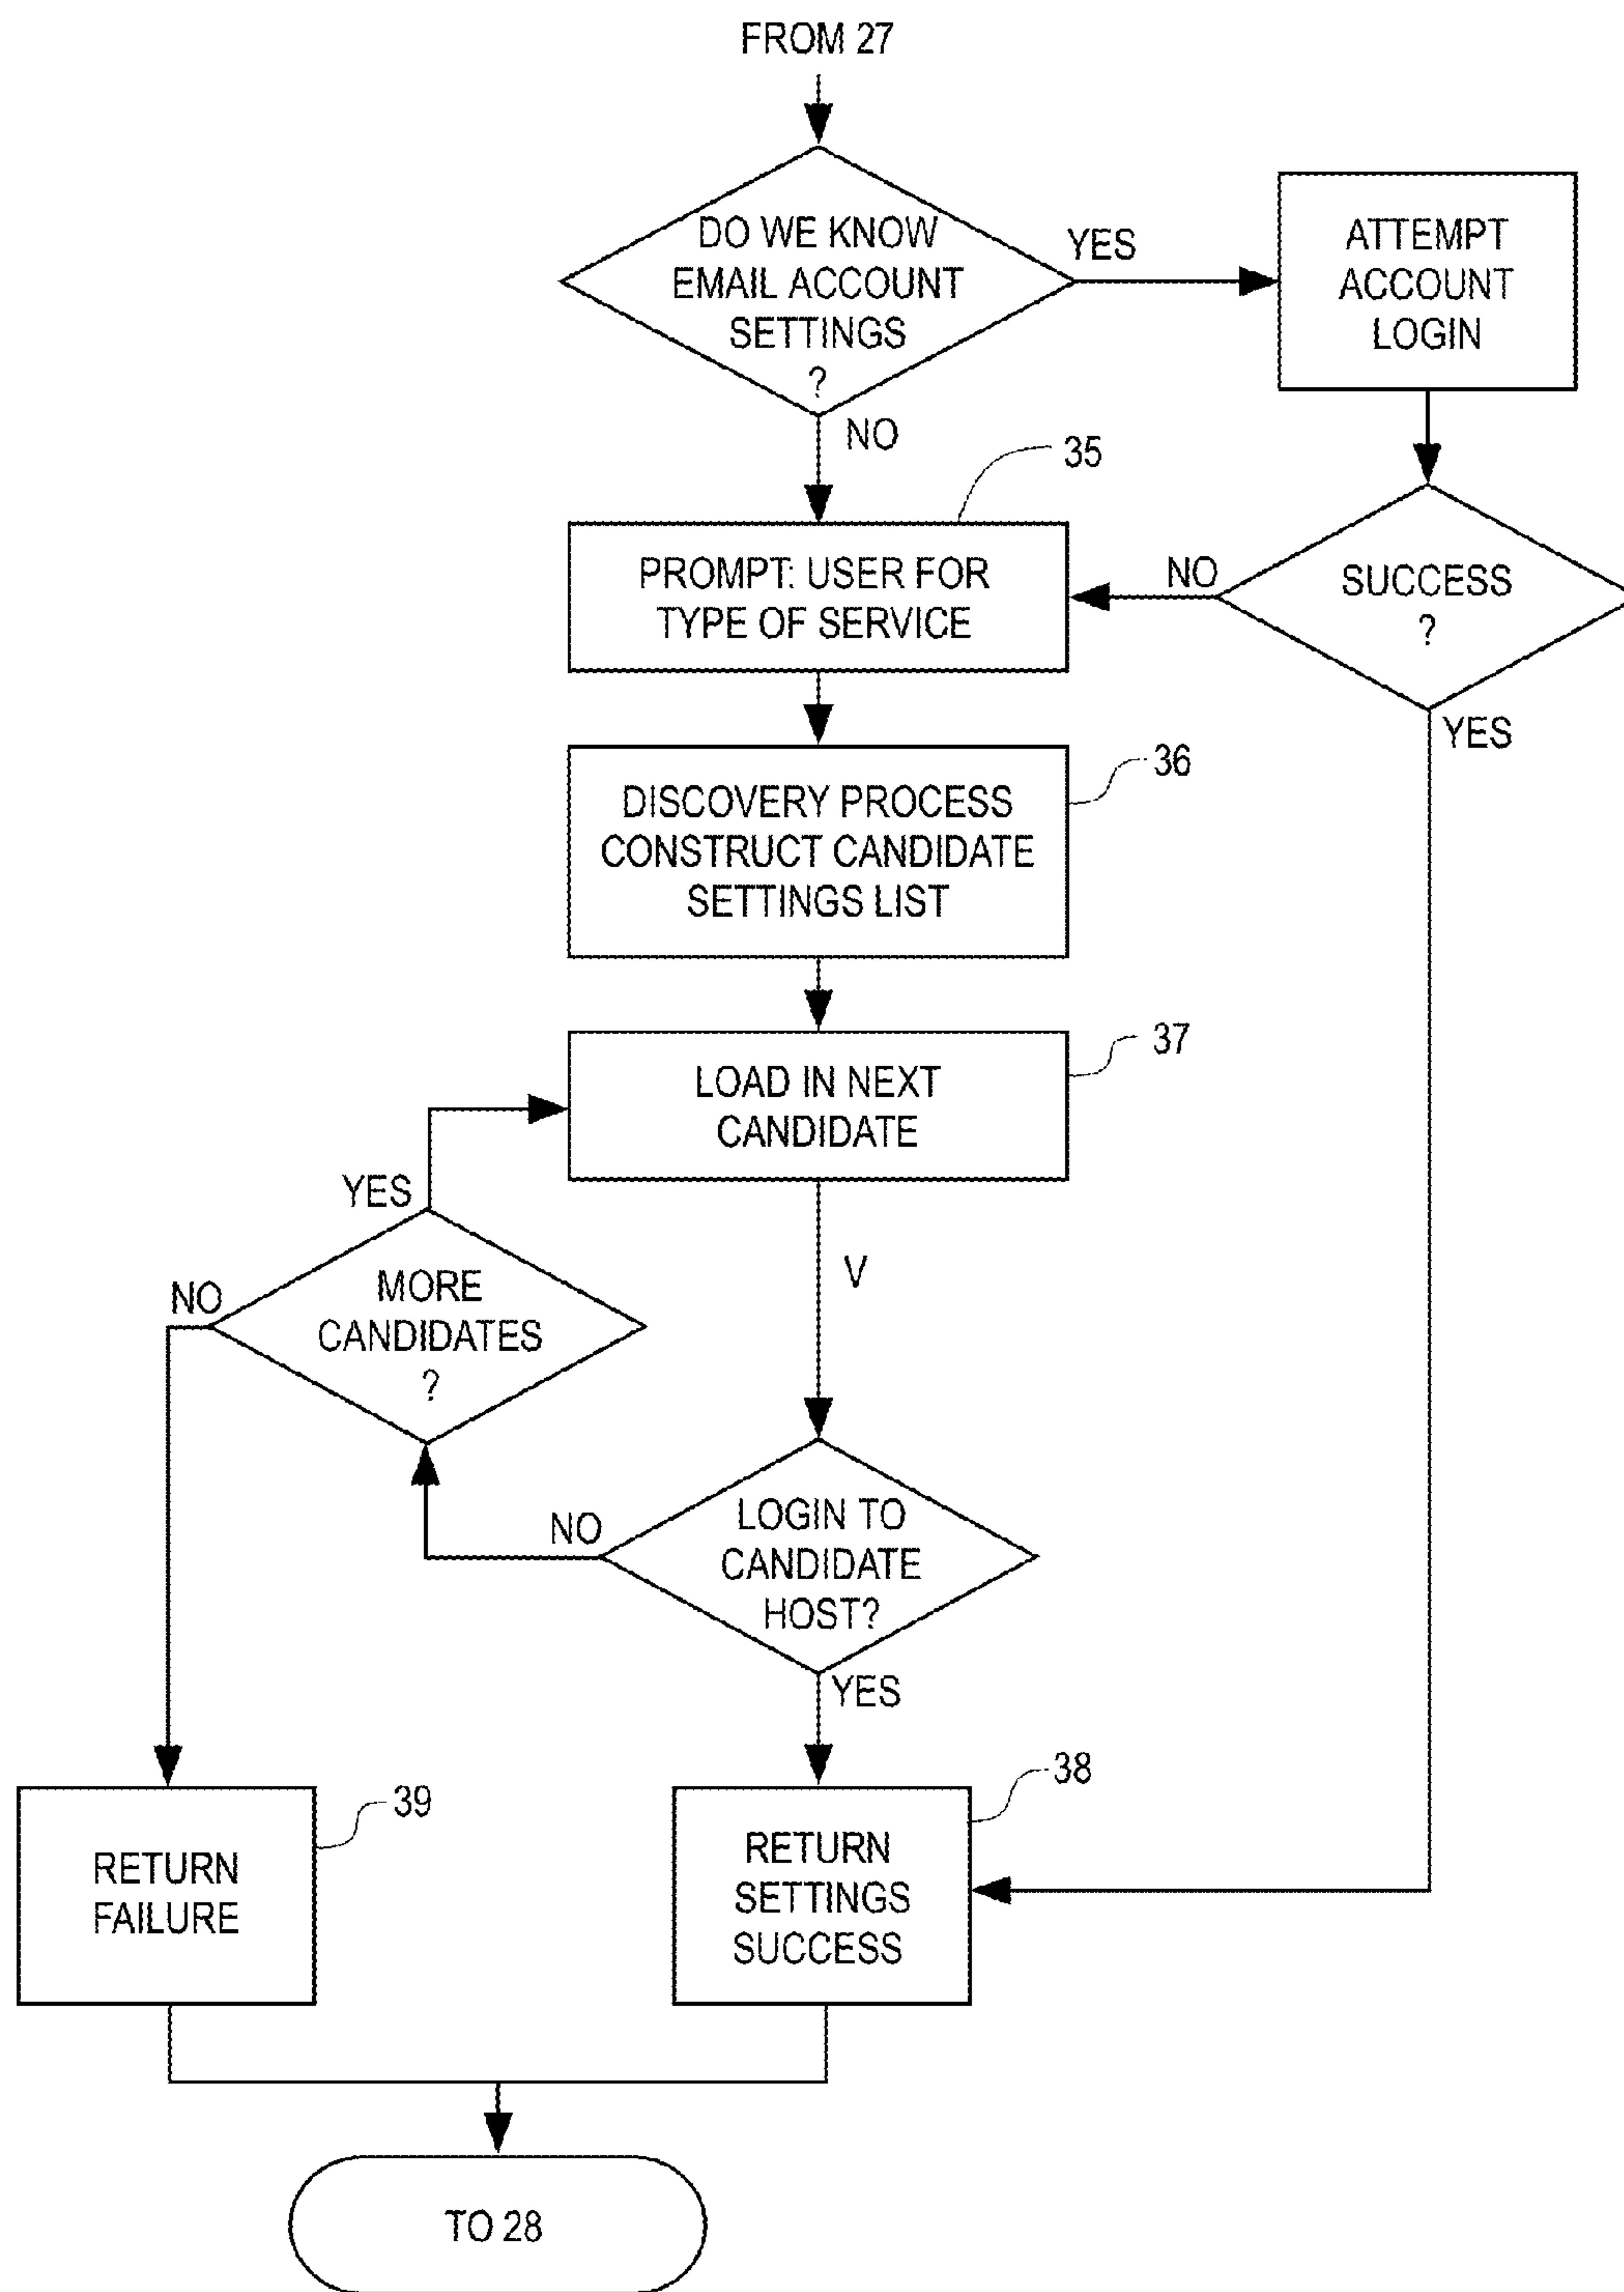 FROM 27
DO WE KNOW
EMAIL ACCOUNT
SETTINGS
?
YES
ATTEMPT
ACCOUNT
LOGIN
NO
35
PROMPT: USER FOR
TYPE OF SERVICE
NO
SUCCESS
?
YES
36
DISCOVERY PROCESS
CONSTRUCT CANDIDATE
SETTINGS LIST
37
LOAD IN NEXT
CANDIDATE
YES
V
NO
MORE
CANDIDATES
?
NO
LOGIN TO
CANDIDATE
HOST?
YES
38
39
RETURN
FAILURE
RETURN
SETTINGS
SUCCESS
TO 28